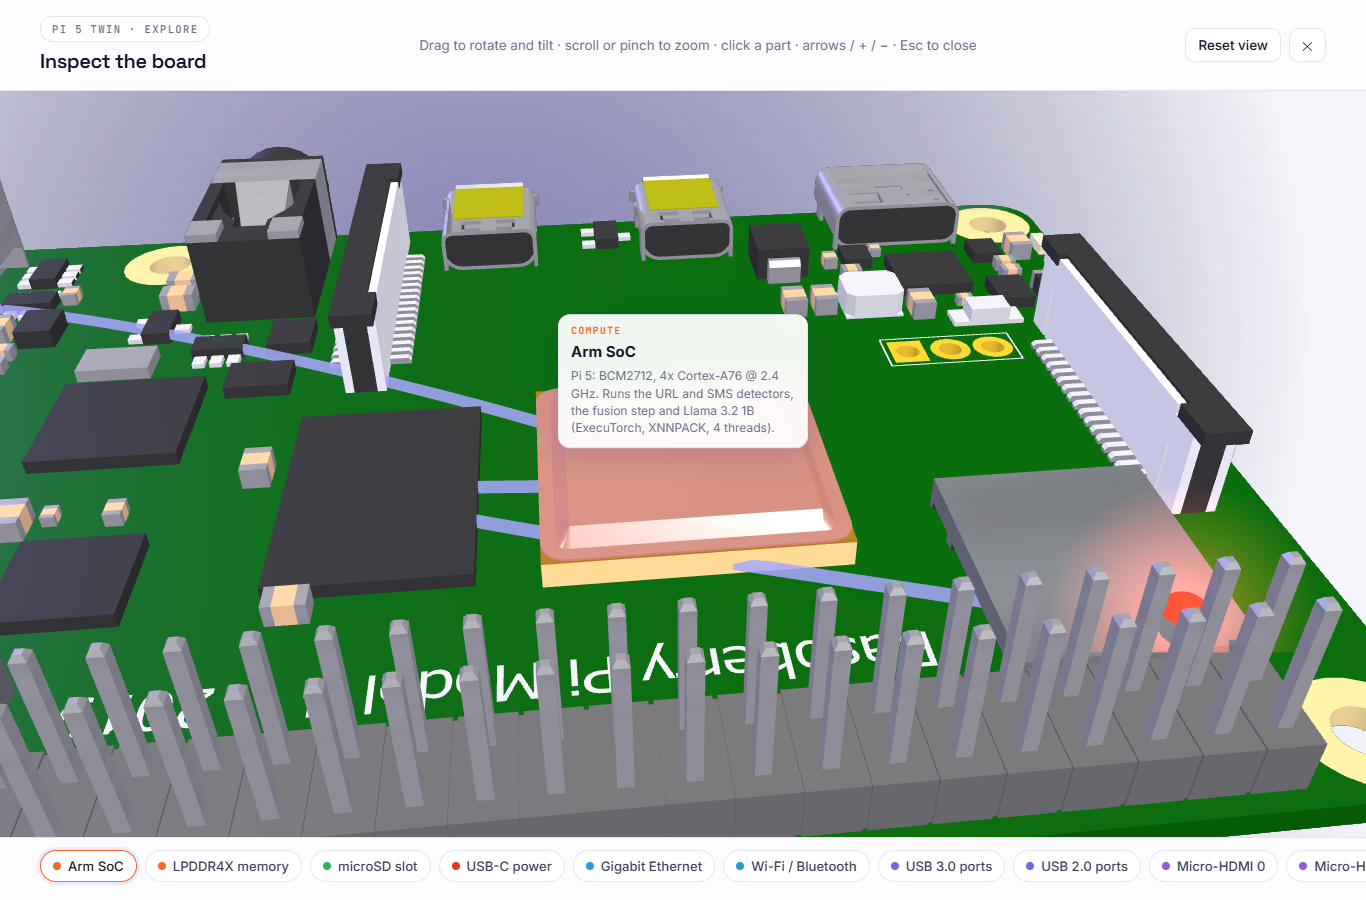 PI 5 TWIN · EXPLORE
Inspect the board
Drag to rotate and tilt · scroll or pinch to zoom · click a part · arrows / + / − · Esc to close
Reset view
COMPUTE
Arm SoC
Pi 5: BCM2712, 4x Cortex-A76 @ 2.4
GHz. Runs the URL and SMS detectors,
the fusion step and Llama 3.2 1B
(ExecuTorch, XNNPACK, 4 threads).
Raspberry Pi Model
Arm SoC
LPDDR4X memory
microSD slot
USB-C power
Gigabit Ethernet
Wi-Fi / Bluetooth
USB 3.0 ports
USB 2.0 ports
Micro-HDMI 0
Micro-H